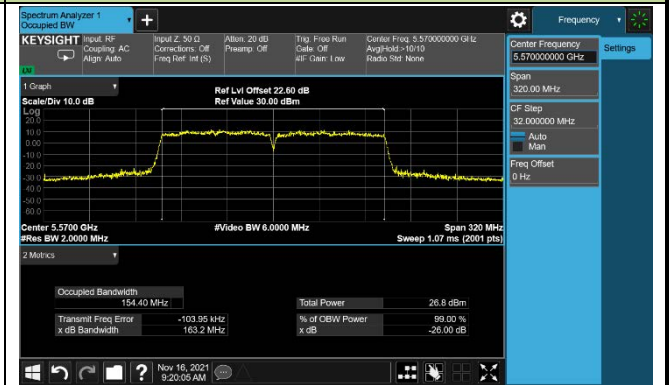 Spectrum Analyzer 1
Occupied BW
+
Frequency
KEYSIGHT
Input: RF
Coupling: AC
Align: Auto
Input Z: 50 Ω
Corrections: Off
Freq Ref: Int (S)
Atten: 20 dB
Preamp: Off
Trig: Free Run
Gate: Off
#IF Gain: Low
Center Freq: 5.570000000 GHz
Avg|Hold:>10/10
Radio Std: None
Center Frequency
5.570000000 GHz
Settings
Span
320.00 MHz
CF Step
32.000000 MHz
Auto
Man
Freq Offset
0 Hz
1 Graph
Scale/Div 10.0 dB
Ref Lvl Offset 22.60 dB
Ref Value 30.00 dBm
Log
20.0
10.0
0.00
-10.0
-20.0
-30.0
-40.0
-50.0
-60.0
Center 5.5700 GHz
#Res BW 2.0000 MHz
#Video BW 6.0000 MHz
Span 320 MHz
Sweep 1.07 ms (2001 pts)
2 Metrics
Occupied Bandwidth
154.40 MHz
Total Power 26.8 dBm
Transmit Freq Error -103.95 kHz
% of OBW Power 99.00 %
x dB Bandwidth 163.2 MHz
x dB -26.00 dB
?
Nov 16, 2021
9:20:05 AM